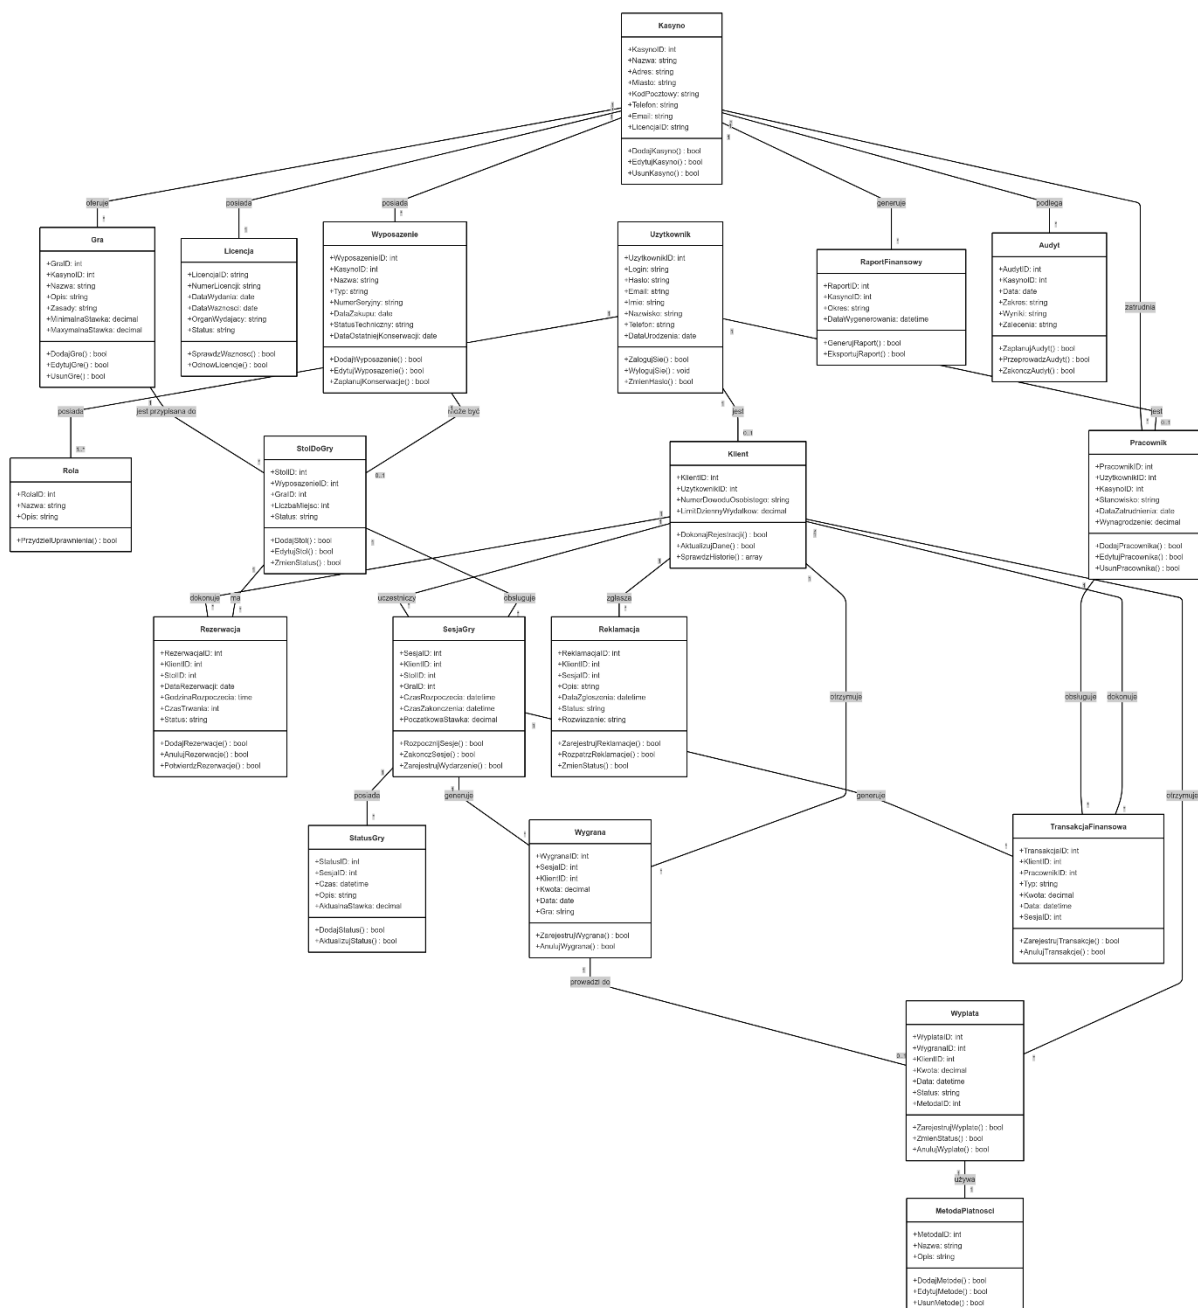 Kasyno
+KasynoID: int
+Nazwa: string
+Adres: string
+Miasto: string
+KodPocztowy: string
+Telefon: string
+Email: string
+LicencjaID: string
+DodajKasyno() : bool
+EdytujKasyno() : bool
+UsunKasyno() : bool
oferuje
posiada
posiada
generuje
podlega
zatrudnia
Gra
+GraID: int
+KasynoID: int
+Nazwa: string
+Opis: string
+Zasady: string
+MinimalnaStawka: decimal
+MaxymalnaStawka: decimal
+DodajGre() : bool
+EdytujGre() : bool
+UsunGre() : bool
Licencja
+LicencjaID: string
+NumerLicencji: string
+DataWydania: date
+DataWaznosci: date
+OrganWydajacy: string
+Status: string
+SprawdzWaznosc() : bool
+OdnowLicencje() : bool
Wyposazenie
+WyposazenieID: int
+KasynoID: int
+Nazwa: string
+Typ: string
+NumerSeryjny: string
+DataZakupu: date
+StatusTechniczny: string
+DataOstatniejKonserwacji: date
+DodajWyposazenie() : bool
+EdytujWyposazenie() : bool
+ZaplanujKonserwacje() : bool
Uzytkownik
+UzytkownikID: int
+Login: string
+Haslo: string
+Email: string
+Imie: string
+Nazwisko: string
+Telefon: string
+DataUrodzenia: date
+ZalogujSie() : bool
+WylogujSie() : void
+ZmienHaslo() : bool
RaportFinansowy
+RaportID: int
+KasynoID: int
+Okres: string
+DataWygenerowania: datetime
+GenerujRaport() : bool
+EksportujRaport() : bool
Audyt
+AudytID: int
+KasynoID: int
+Data: date
+Zakres: string
+Wyniki: string
+Zalecenia: string
+ZaplanujAudyt() : bool
+PrzeprowadzAudyt() : bool
+ZakonczAudyt() : bool
posiada
jest przypisana do
może być
jest
jest
0..1
0..1
0..1
Rola
+RolaID: int
+Nazwa: string
+Opis: string
+PrzydzielUprawnienia() : bool
StolDoGry
+StolID: int
+WyposazenieID: int
+GraID: int
+LiczbaMiejsc: int
+Status: string
+DodajStol() : bool
+EdytujStol() : bool
+ZmienStatus() : bool
Klient
+KlientID: int
+UzytkownikID: int
+NumerDowoduOsobistego: string
+LimitDziennyWydatkow: decimal
+DokonajRejestracji() : bool
+AktualizujDane() : bool
+SprawdzHistorie() : array
Pracownik
+PracownikID: int
+UzytkownikID: int
+KasynoID: int
+Stanowisko: string
+DataZatrudnienia: date
+Wynagrodzenie: decimal
+DodajPracownika() : bool
+EdytujPracownika() : bool
+UsunPracownika() : bool
dokonuje
ma
uczestniczy
obsługuje
zgłasza
Rezerwacja
+RezerwacjaID: int
+KlientID: int
+StolID: int
+DataRezerwacji: date
+GodzinaRozpoczecia: time
+CzasTrwania: int
+Status: string
+DodajRezerwacje() : bool
+AnulujRezerwacje() : bool
+PotwierdzRezerwacje() : bool
SesjaGry
+SesjaID: int
+KlientID: int
+StolID: int
+GraID: int
+CzasRozpoczecia: datetime
+CzasZakonczenia: datetime
+PoczatkowaStawka: decimal
+RozpocznijSesje() : bool
+ZakonczSesje() : bool
+ZarejestrujWydarzenie() : bool
Reklamacja
+ReklamacjaID: int
+KlientID: int
+SesjaID: int
+Opis: string
+DataZgloszenia: datetime
+Status: string
+Rozwiazanie: string
+ZarejestrujReklamacje() : bool
+RozpatrzReklamacje() : bool
+ZmienStatus() : bool
otrzymuje
obsługuje
dokonuje
posiada
generuje
generuje
otrzymuje
StatusGry
+StatusID: int
+SesjaID: int
+Czas: datetime
+Opis: string
+AktualnaStawka: decimal
+DodajStatus() : bool
+AktualizujStatus() : bool
Wygrana
+WygranaID: int
+SesjaID: int
+KlientID: int
+Kwota: decimal
+Data: date
+Gra: string
+ZarejestrujWygrana() : bool
+AnulujWygrana() : bool
TransakcjaFinansowa
+TransakcjaID: int
+KlientID: int
+PracownikID: int
+Typ: string
+Kwota: decimal
+Data: datetime
+SesjaID: int
+ZarejestrujTransakcje() : bool
+AnulujTransakcje() : bool
prowadzi do
Wyplata
+WyplataID: int
+WygranaID: int
+KlientID: int
+Kwota: decimal
+Data: datetime
+Status: string
+MetodaID: int
+ZarejestrujWyplate() : bool
+ZmienStatus() : bool
+AnulujWyplate() : bool
używa
MetodaPlatnosci
+MetodaID: int
+Nazwa: string
+Opis: string
+DodajMetode() : bool
+EdytujMetode() : bool
+UsunMetode() : bool